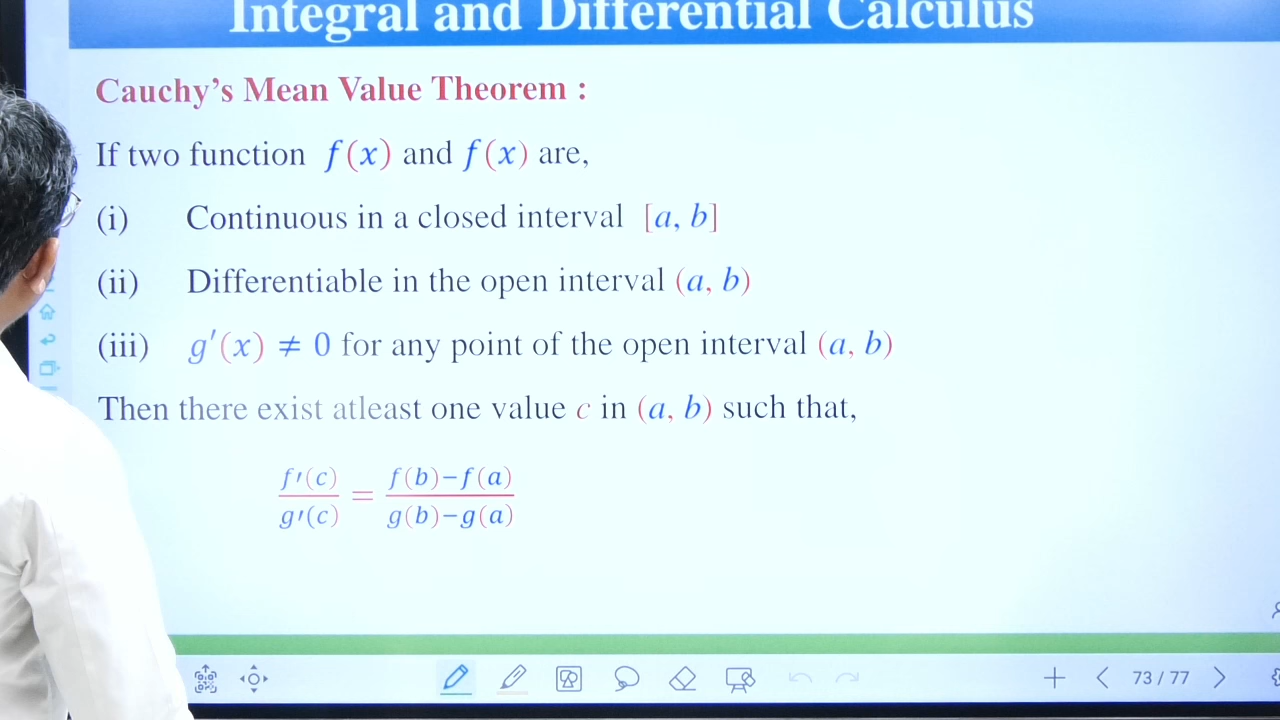 Integral and Differential Calculus
Cauchy’s Mean Value Theorem :
If two function f(x) and f(x) are,
(i) Continuous in a closed interval [a, b]
(ii) Differentiable in the open interval (a, b)
(iii) g′(x) ≠ 0 for any point of the open interval (a, b)
Then there exist atleast one value c in (a, b) such that,
f′(c)/g′(c) = f(b)−f(a)/g(b)−g(a)
73 / 77